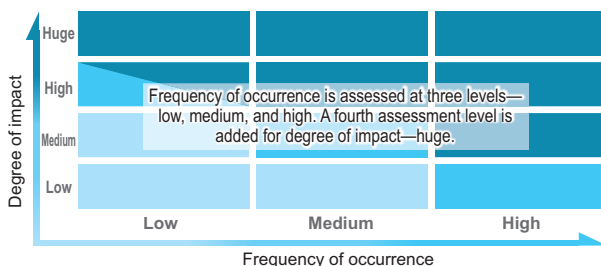 Degree of impact
Huge
High
Medium
Low
Frequency of occurrence is assessed at three levels—
low, medium, and high. A fourth assessment level is
added for degree of impact—huge.
Low Medium High
Frequency of occurrence